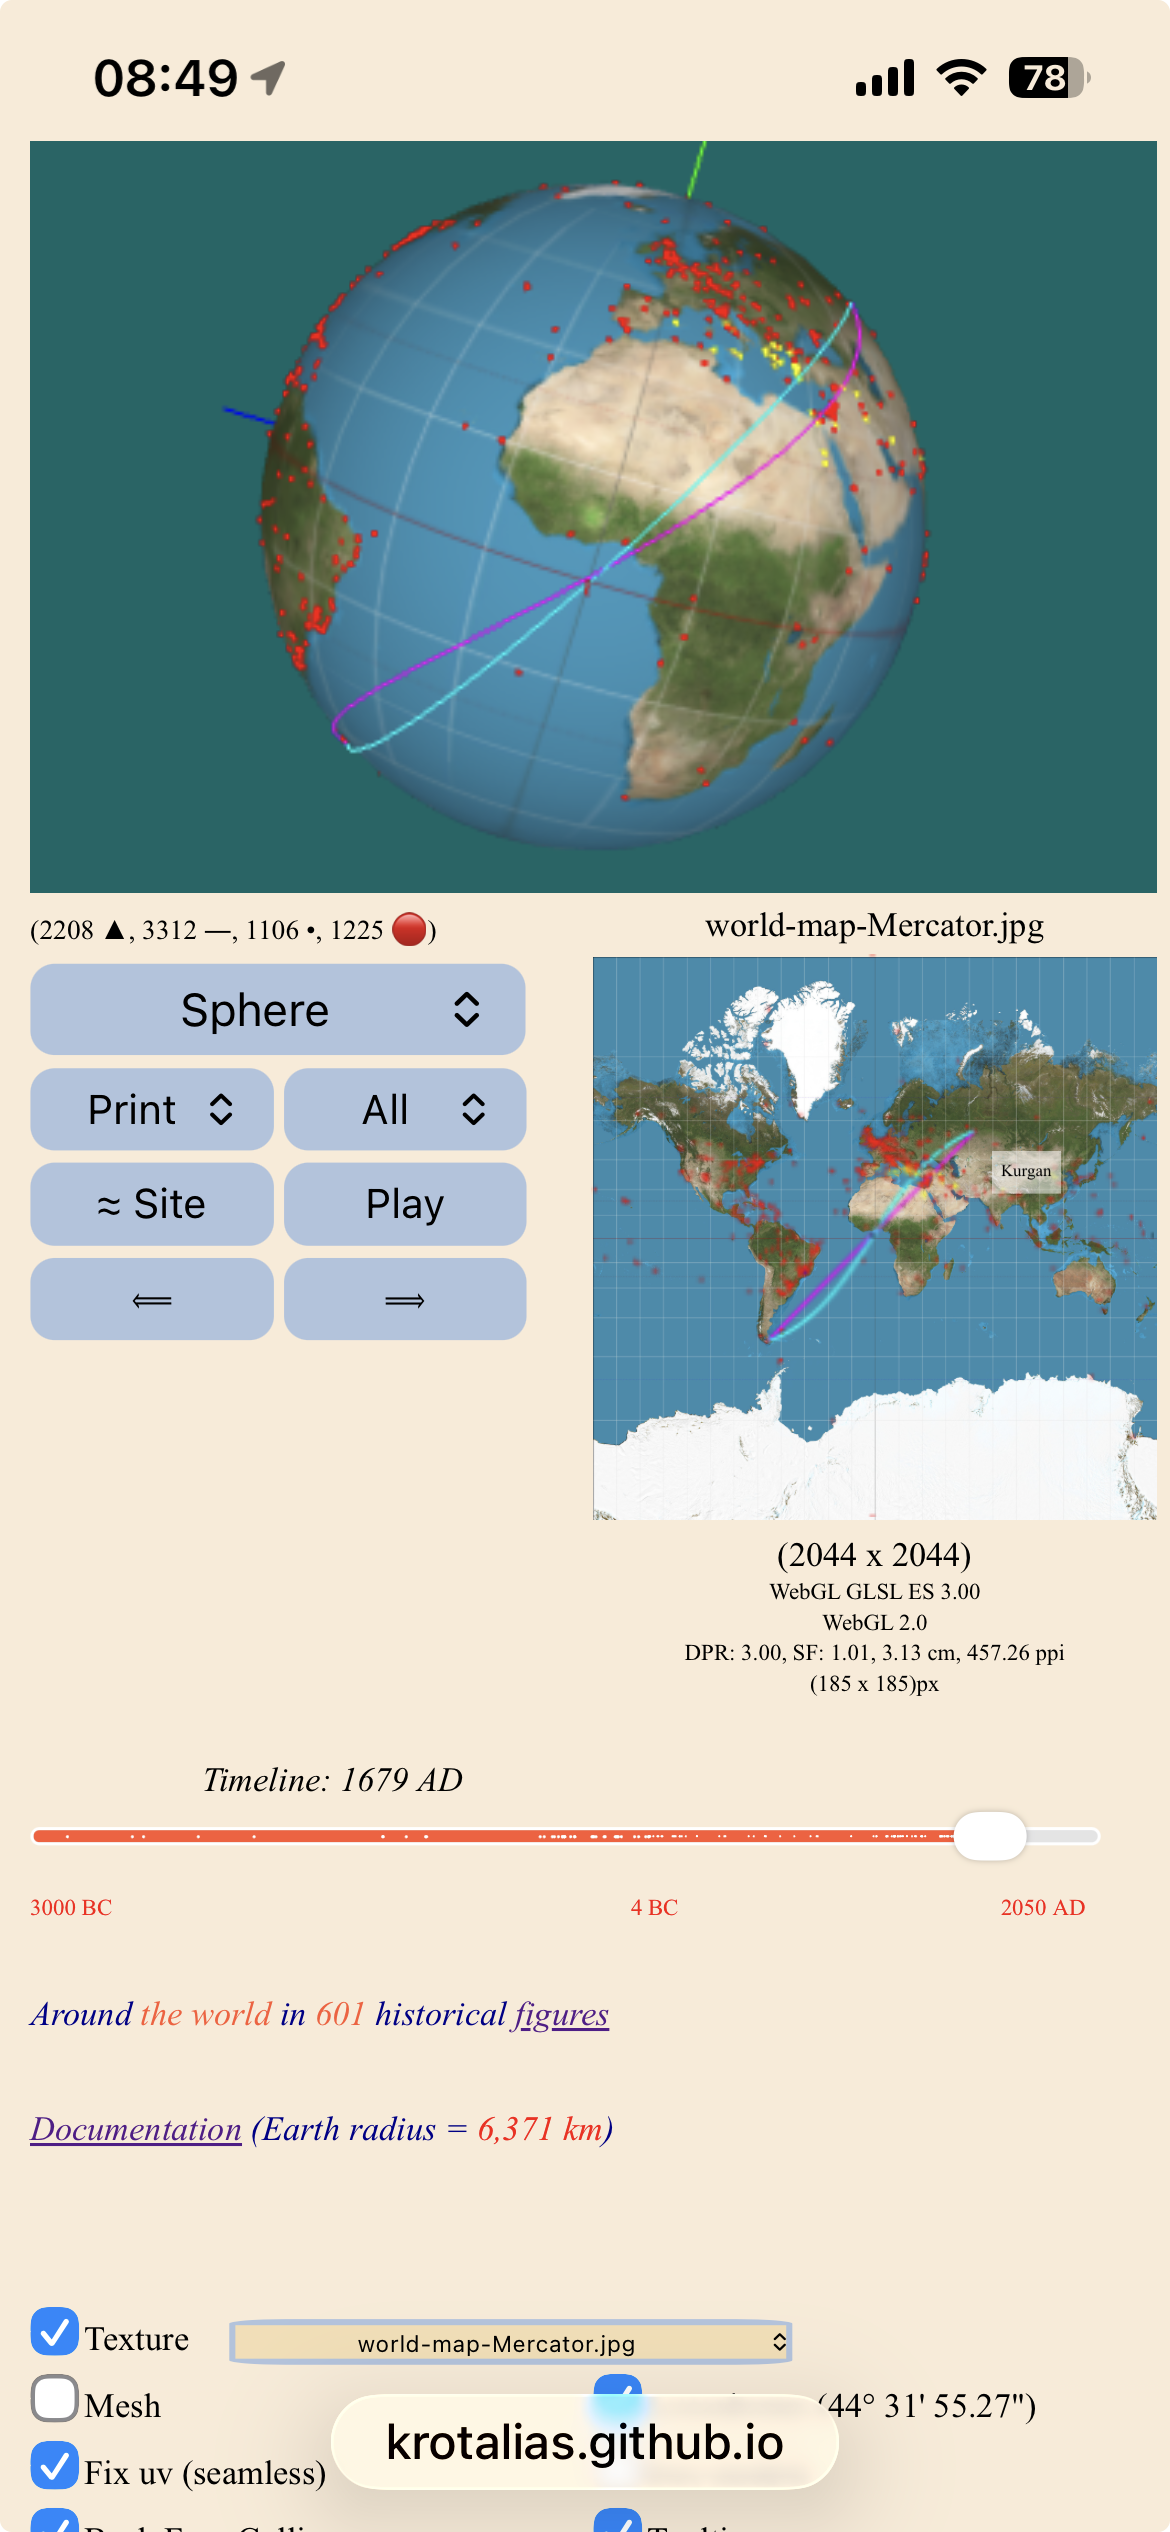 08:49
78
(2208 ▲, 3312 —, 1106 •, 1225 🔴)
world-map-Mercator.jpg
Sphere
Print
All
≈ Site
Play
⟸
⟹
Kurgan
(2044 x 2044)
WebGL GLSL ES 3.00
WebGL 2.0
DPR: 3.00, SF: 1.01, 3.13 cm, 457.26 ppi
(185 x 185)px
Timeline: 1679 AD
3000 BC
4 BC
2050 AD
Around the world in 601 historical figures
Documentation (Earth radius = 6,371 km)
Texture
world-map-Mercator.jpg
Mesh
(44° 31' 55.27")
krotalias.github.io
Fix uv (seamless)